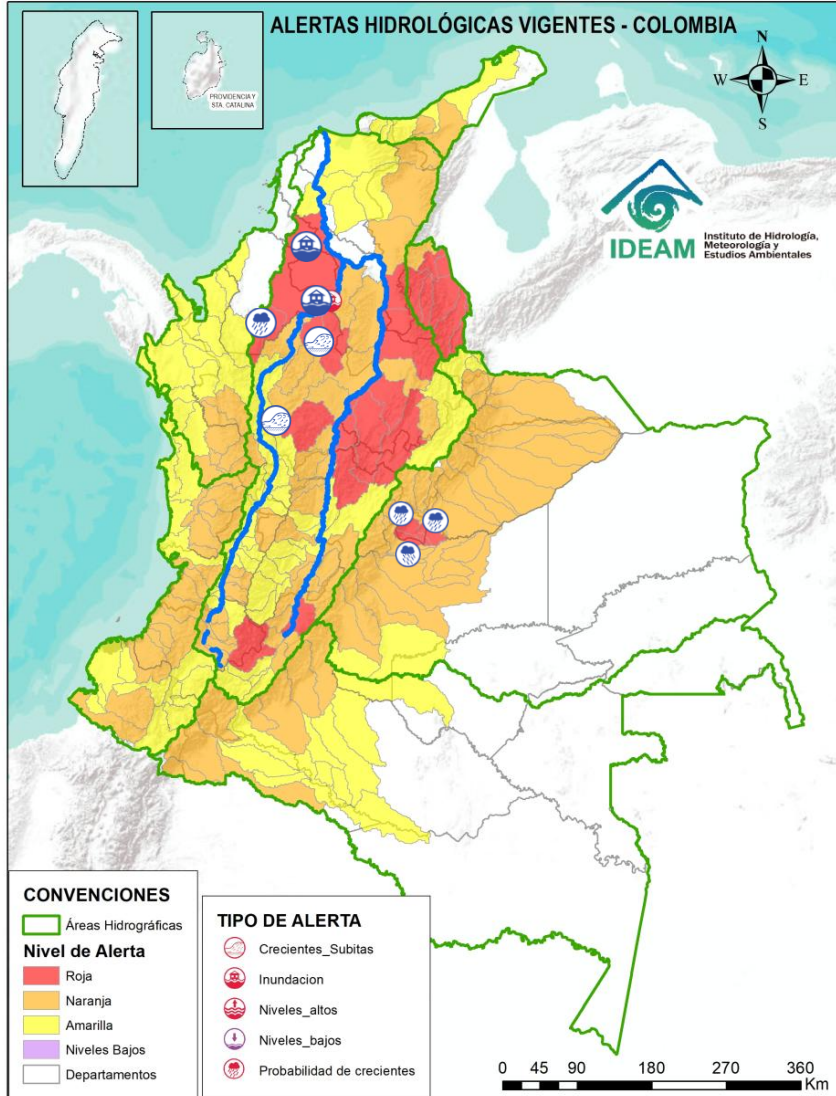 ALERTAS HIDROLÓGICAS VIGENTES - COLOMBIA
PROVIDENCIA Y
STA. CATALINA
N
W
E
S
IDEAM
Instituto de Hidrología,
Meteorología y
Estudios Ambientales
CONVENCIONES
Áreas Hidrográficas
Nivel de Alerta
Roja
Naranja
Amarilla
Niveles Bajos
Departamentos
TIPO DE ALERTA
Crecientes_Subitas
Inundacion
Niveles_altos
Niveles_bajos
Probabilidad de crecientes
0 45 90 180 270 360
Km